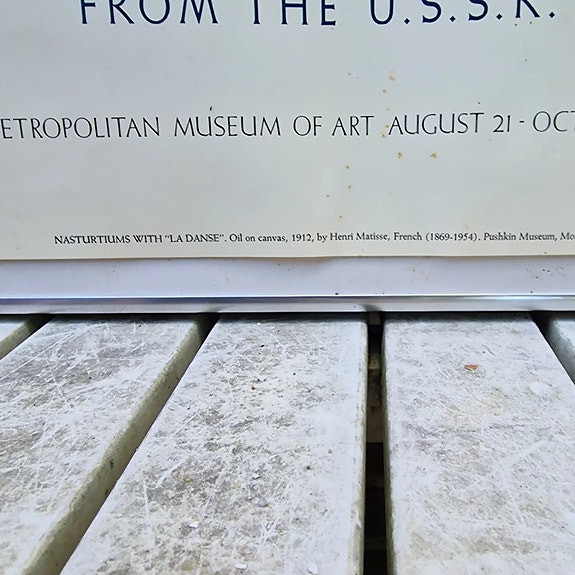 FROM THE U.S.S.R.
ETROPOLITAN MUSEUM OF ART AUGUST 21 - OCT
NASTURTIUMS WITH "LA DANSE". Oil on canvas, 1912, by Henri Matisse, French (1869-1954). Pushkin Museum, Mo